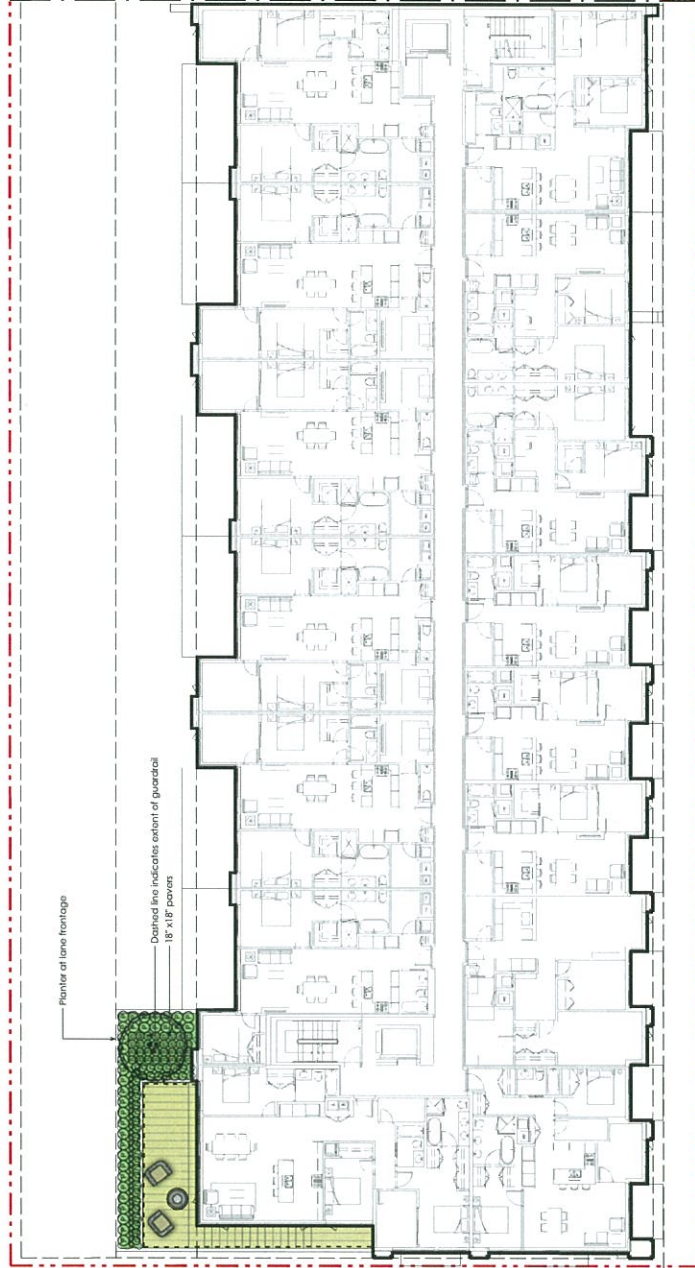 Planter at lane frontage
Dashed line indicates extent of guardrail
18" x18" pavers